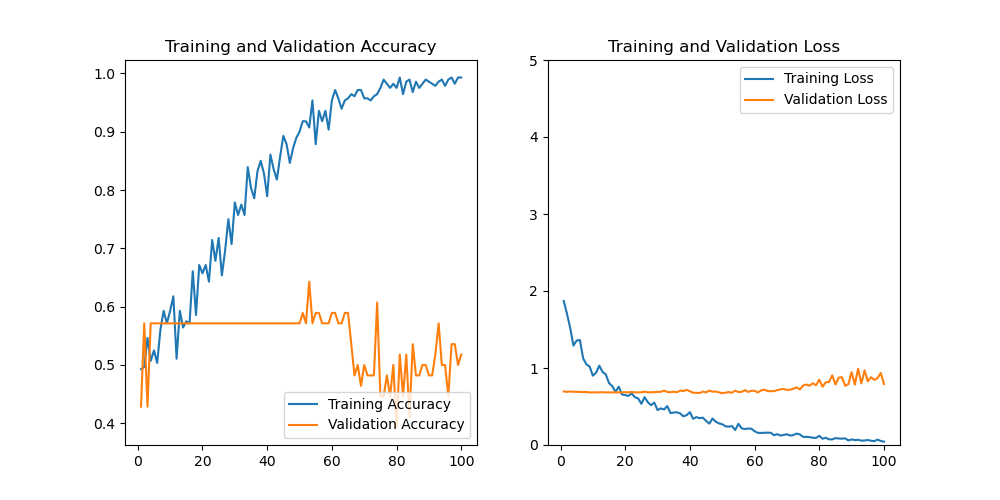 Training and Validation Accuracy
1.0
0.9
0.8
0.7
0.6
0.5
0.4
0 20 40 60 80 100
Training Accuracy
Validation Accuracy
Training and Validation Loss
5
4
3
2
1
0
0 20 40 60 80 100
Training Loss
Validation Loss